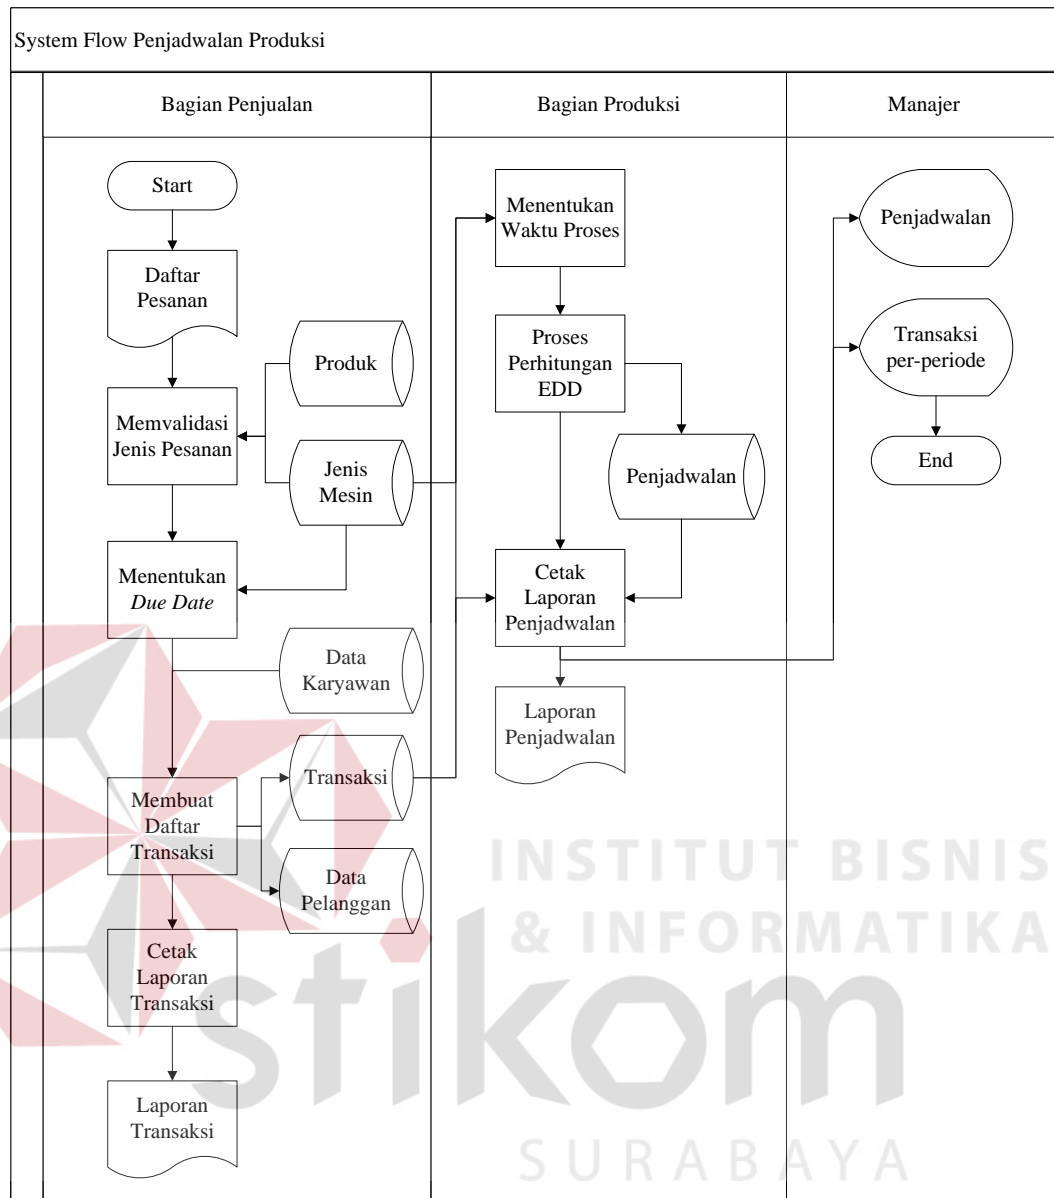 System Flow Penjadwalan Produksi
Bagian Penjualan
Bagian Produksi
Manajer
Start
Daftar
Pesanan
Memvalidasi
Jenis Pesanan
Produk
Jenis
Mesin
Menentukan
Due Date
Data
Karyawan
Transaksi
Membuat
Daftar
Transaksi
Data
Pelanggan
Cetak
Laporan
Transaksi
Laporan
Transaksi
Menentukan
Waktu Proses
Proses
Perhitungan
EDD
Penjadwalan
Cetak
Laporan
Penjadwalan
Laporan
Penjadwalan
Penjadwalan
Transaksi
per-periode
End
INSTITUT BISNIS
& INFORMATIKA
stikom
SURABAYA